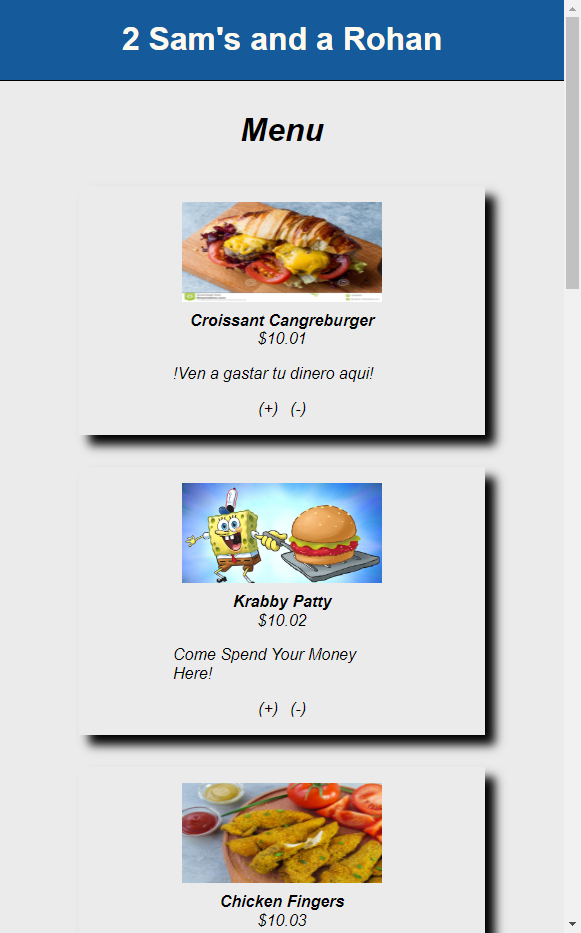 2 Sam's and a Rohan
Menu
Croissant Cangreburger
$10.01
!Ven a gastar tu dinero aqui!
(+) (-)
Krabby Patty
$10.02
Come Spend Your Money
Here!
(+) (-)
Chicken Fingers
$10.03